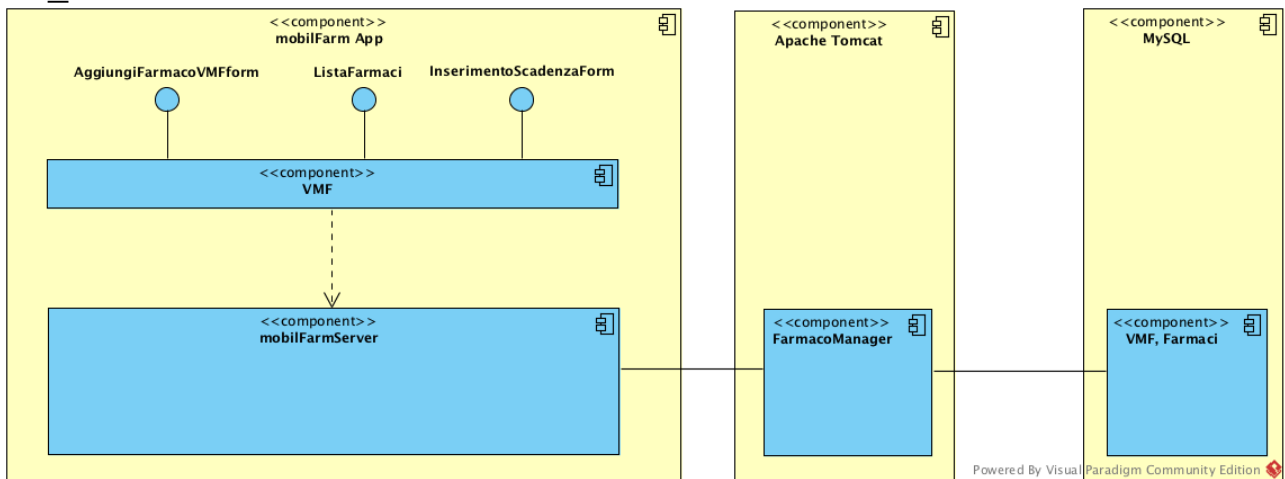 <<component>>
mobilFarm App
<<component>>
Apache Tomcat
<<component>>
MySQL
AggiungiFarmacoVMFform
ListaFarmaci
InserimentoScadenzaForm
<<component>>
VMF
<<component>>
mobilFarmServer
<<component>>
FarmacoManager
<<component>>
VMF, Farmaci
Powered By Visual Paradigm Community Edition